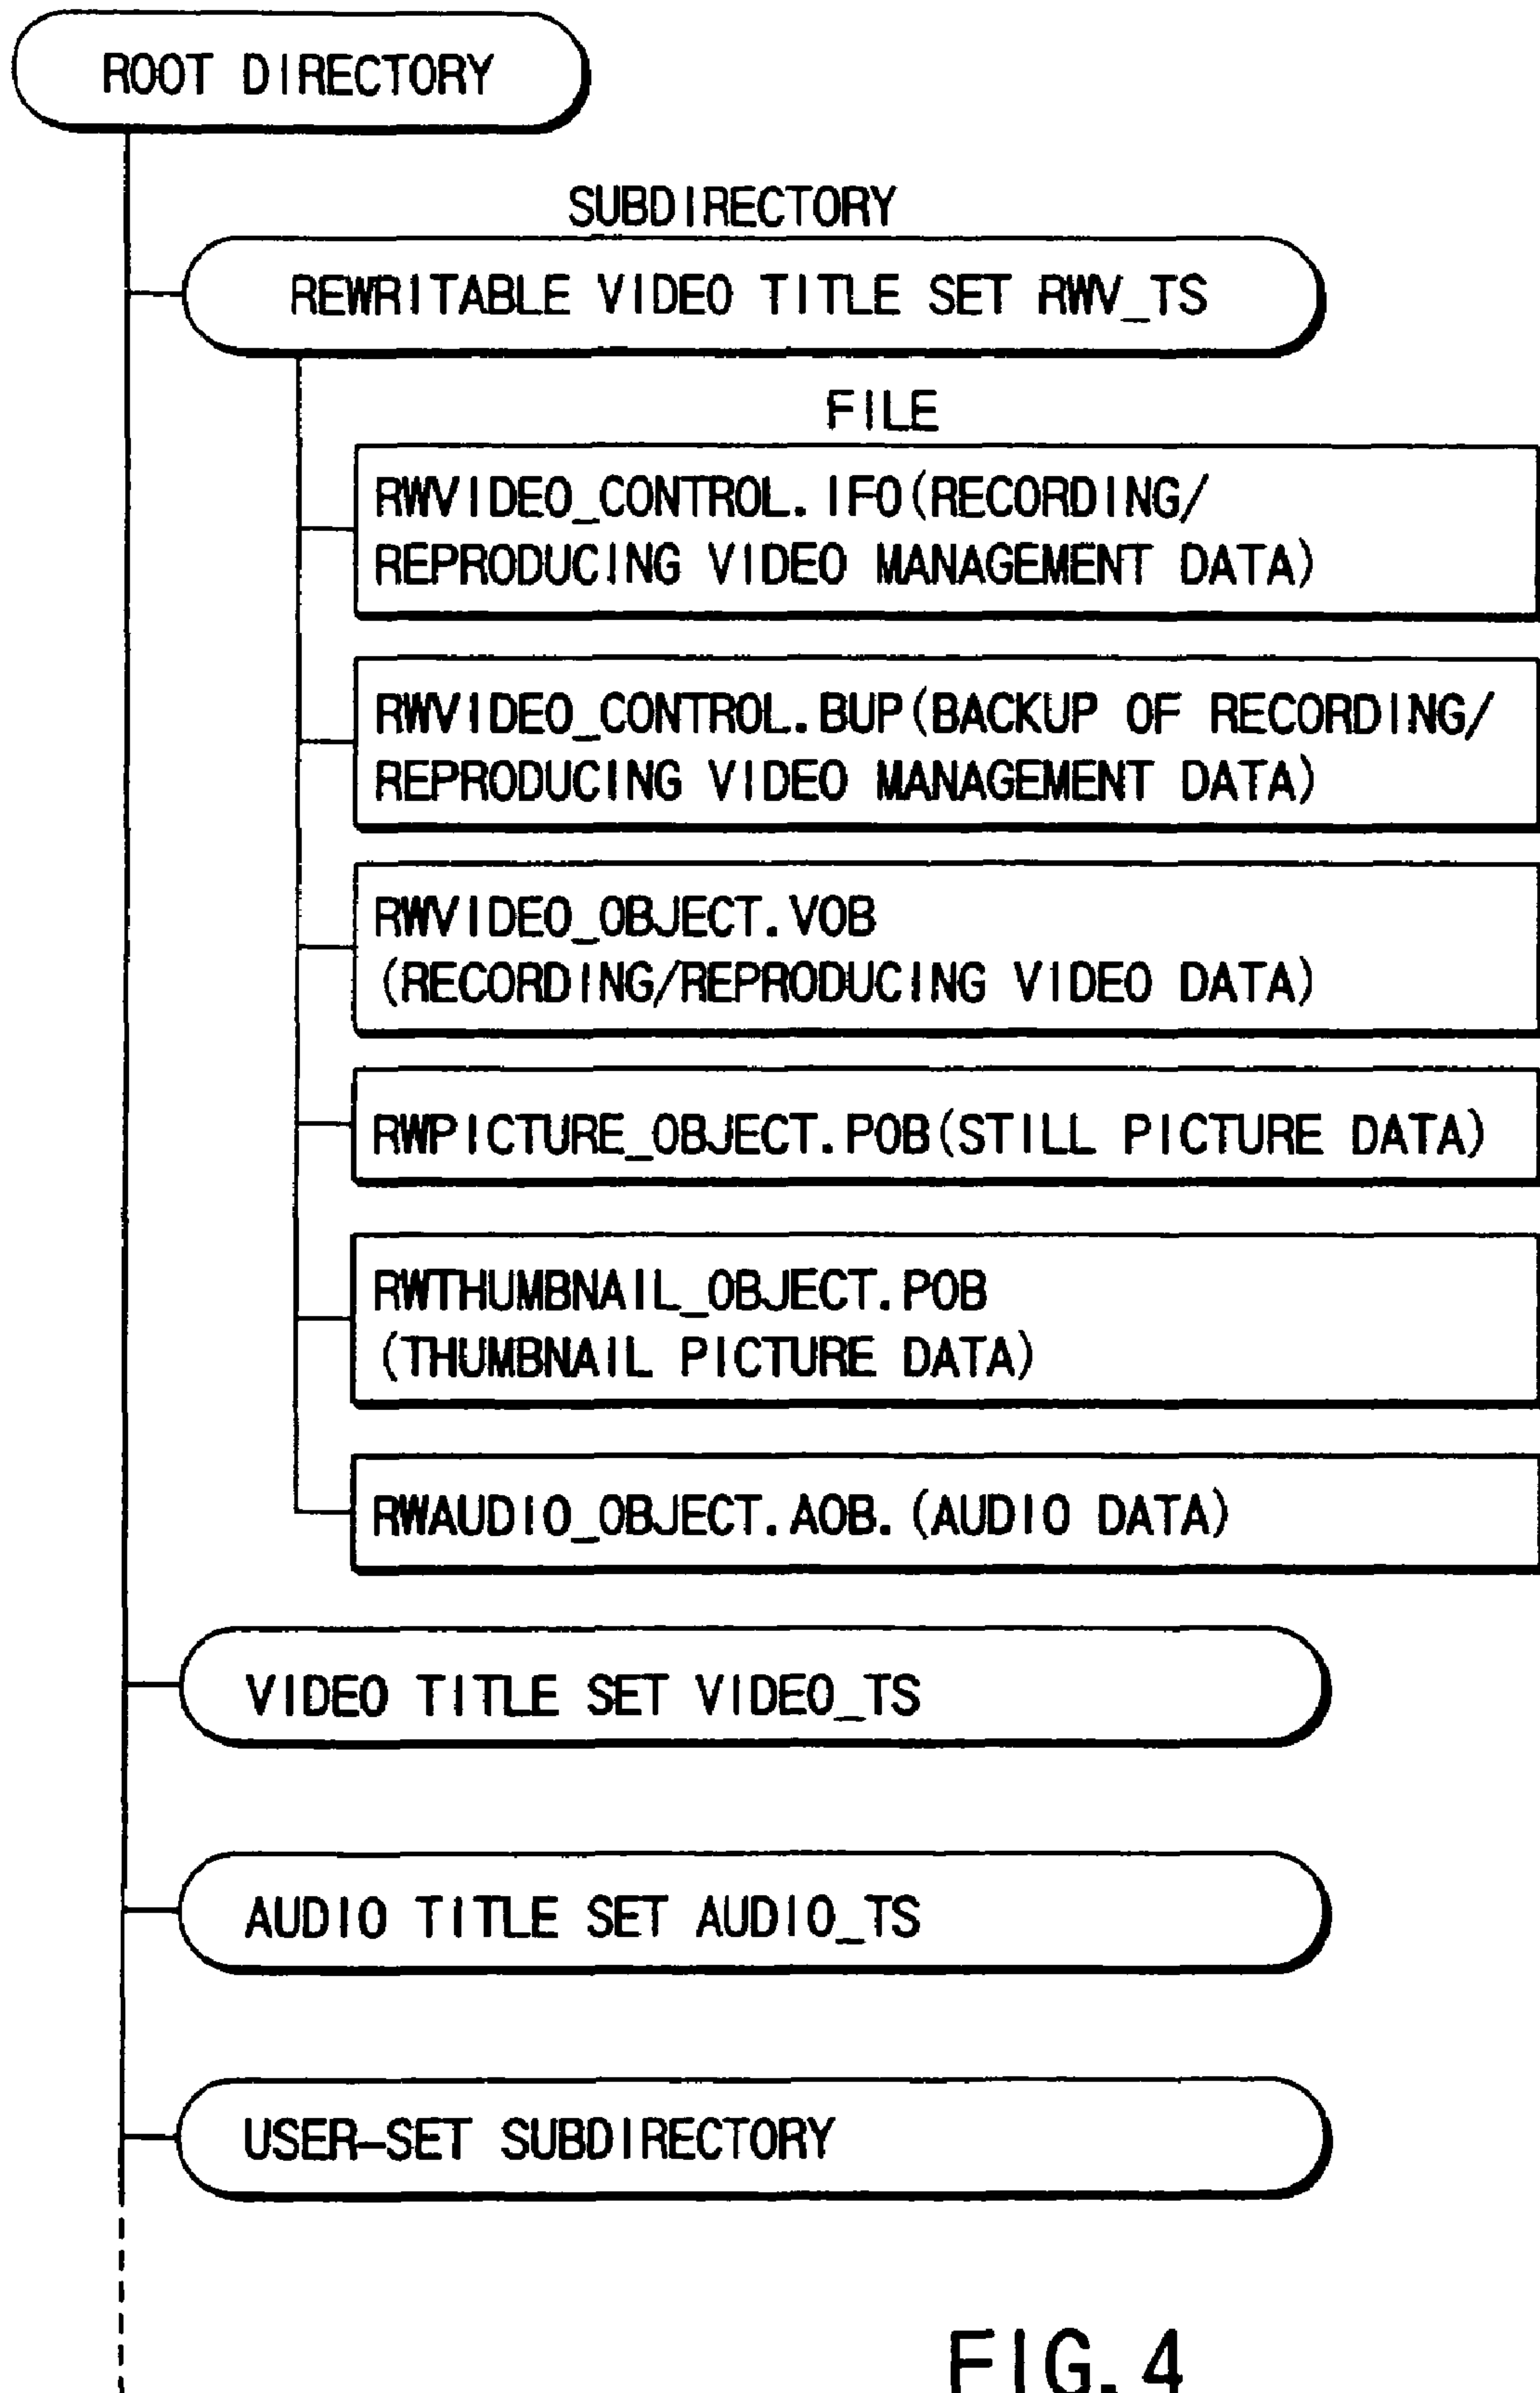 ROOT DIRECTORY
SUBDIRECTORY
REWRITABLE VIDEO TITLE SET RWV_TS
FILE
RWVIDEO_CONTROL.IFO(RECORDING/
REPRODUCING VIDEO MANAGEMENT DATA)
RWVIDEO_CONTROL.BUP(BACKUP OF RECORDING/
REPRODUCING VIDEO MANAGEMENT DATA)
RWVIDEO_OBJECT.VOB
(RECORDING/REPRODUCING VIDEO DATA)
RWPICTURE_OBJECT.POB(STILL PICTURE DATA)
RWTHUMBNAIL_OBJECT.POB
(THUMBNAIL PICTURE DATA)
RWAUDIO_OBJECT.AOB.(AUDIO DATA)
VIDEO TITLE SET VIDEO_TS
AUDIO TITLE SET AUDIO_TS
USER-SET SUBDIRECTORY
FIG.4